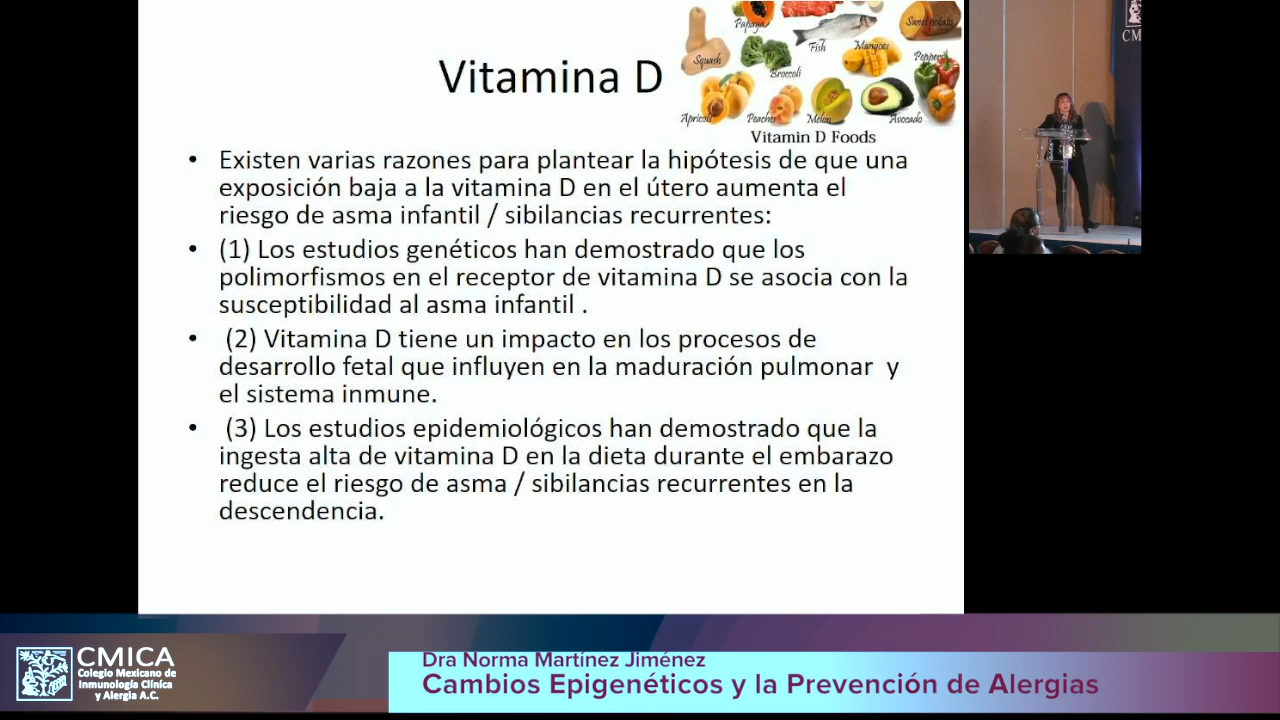 Vitamina D
Papaya
Sweet potato
Fish
Mangoes
Squash
Broccoli
Peppers
Apricots
Peaches
Melon
Avocado
Vitamin D Foods
• Existen varias razones para plantear la hipótesis de que una
exposición baja a la vitamina D en el útero aumenta el
riesgo de asma infantil / sibilancias recurrentes:
• (1) Los estudios genéticos han demostrado que los
polimorfismos en el receptor de vitamina D se asocia con la
susceptibilidad al asma infantil .
• (2) Vitamina D tiene un impacto en los procesos de
desarrollo fetal que influyen en la maduración pulmonar y
el sistema inmune.
• (3) Los estudios epidemiológicos han demostrado que la
ingesta alta de vitamina D en la dieta durante el embarazo
reduce el riesgo de asma / sibilancias recurrentes en la
descendencia.
CM
CMICA
Colegio Mexicano de
Inmunología Clínica
y Alergia A.C.
Dra Norma Martínez Jiménez
Cambios Epigenéticos y la Prevención de Alergias